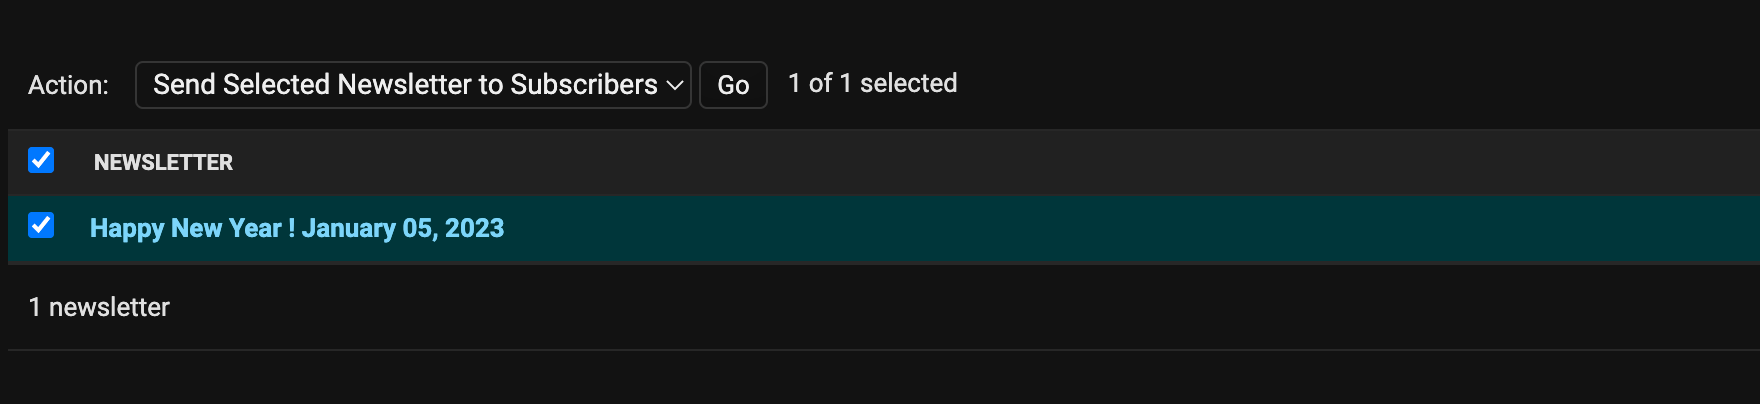 Action: Send Selected Newsletter to Subscribers Go 1 of 1 selected
NEWSLETTER
Happy New Year ! January 05, 2023
1 newsletter